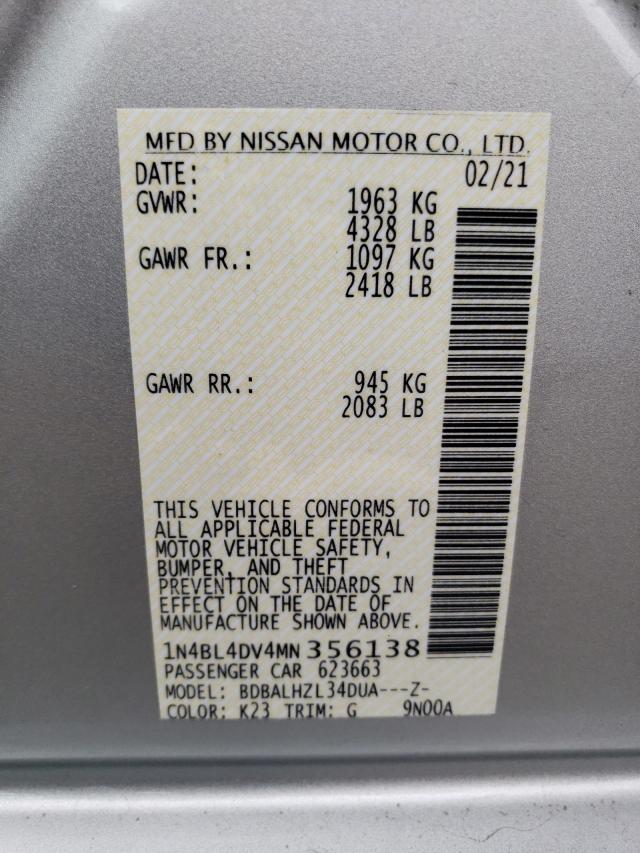 MFD BY NISSAN MOTOR CO., LTD.
DATE: 02/21
GVWR: 1963 KG
4328 LB
GAWR FR.: 1097 KG
2418 LB
GAWR RR.: 945 KG
2083 LB
THIS VEHICLE CONFORMS TO
ALL APPLICABLE FEDERAL
MOTOR VEHICLE SAFETY,
BUMPER, AND THEFT
PREVENTION STANDARDS IN
EFFECT ON THE DATE OF
MANUFACTURE SHOWN ABOVE.
1N4BL4DV4MN356138
PASSENGER CAR 623663
MODEL: BDBALHZL34DUA---Z-
COLOR: K23 TRIM: G 9N00A